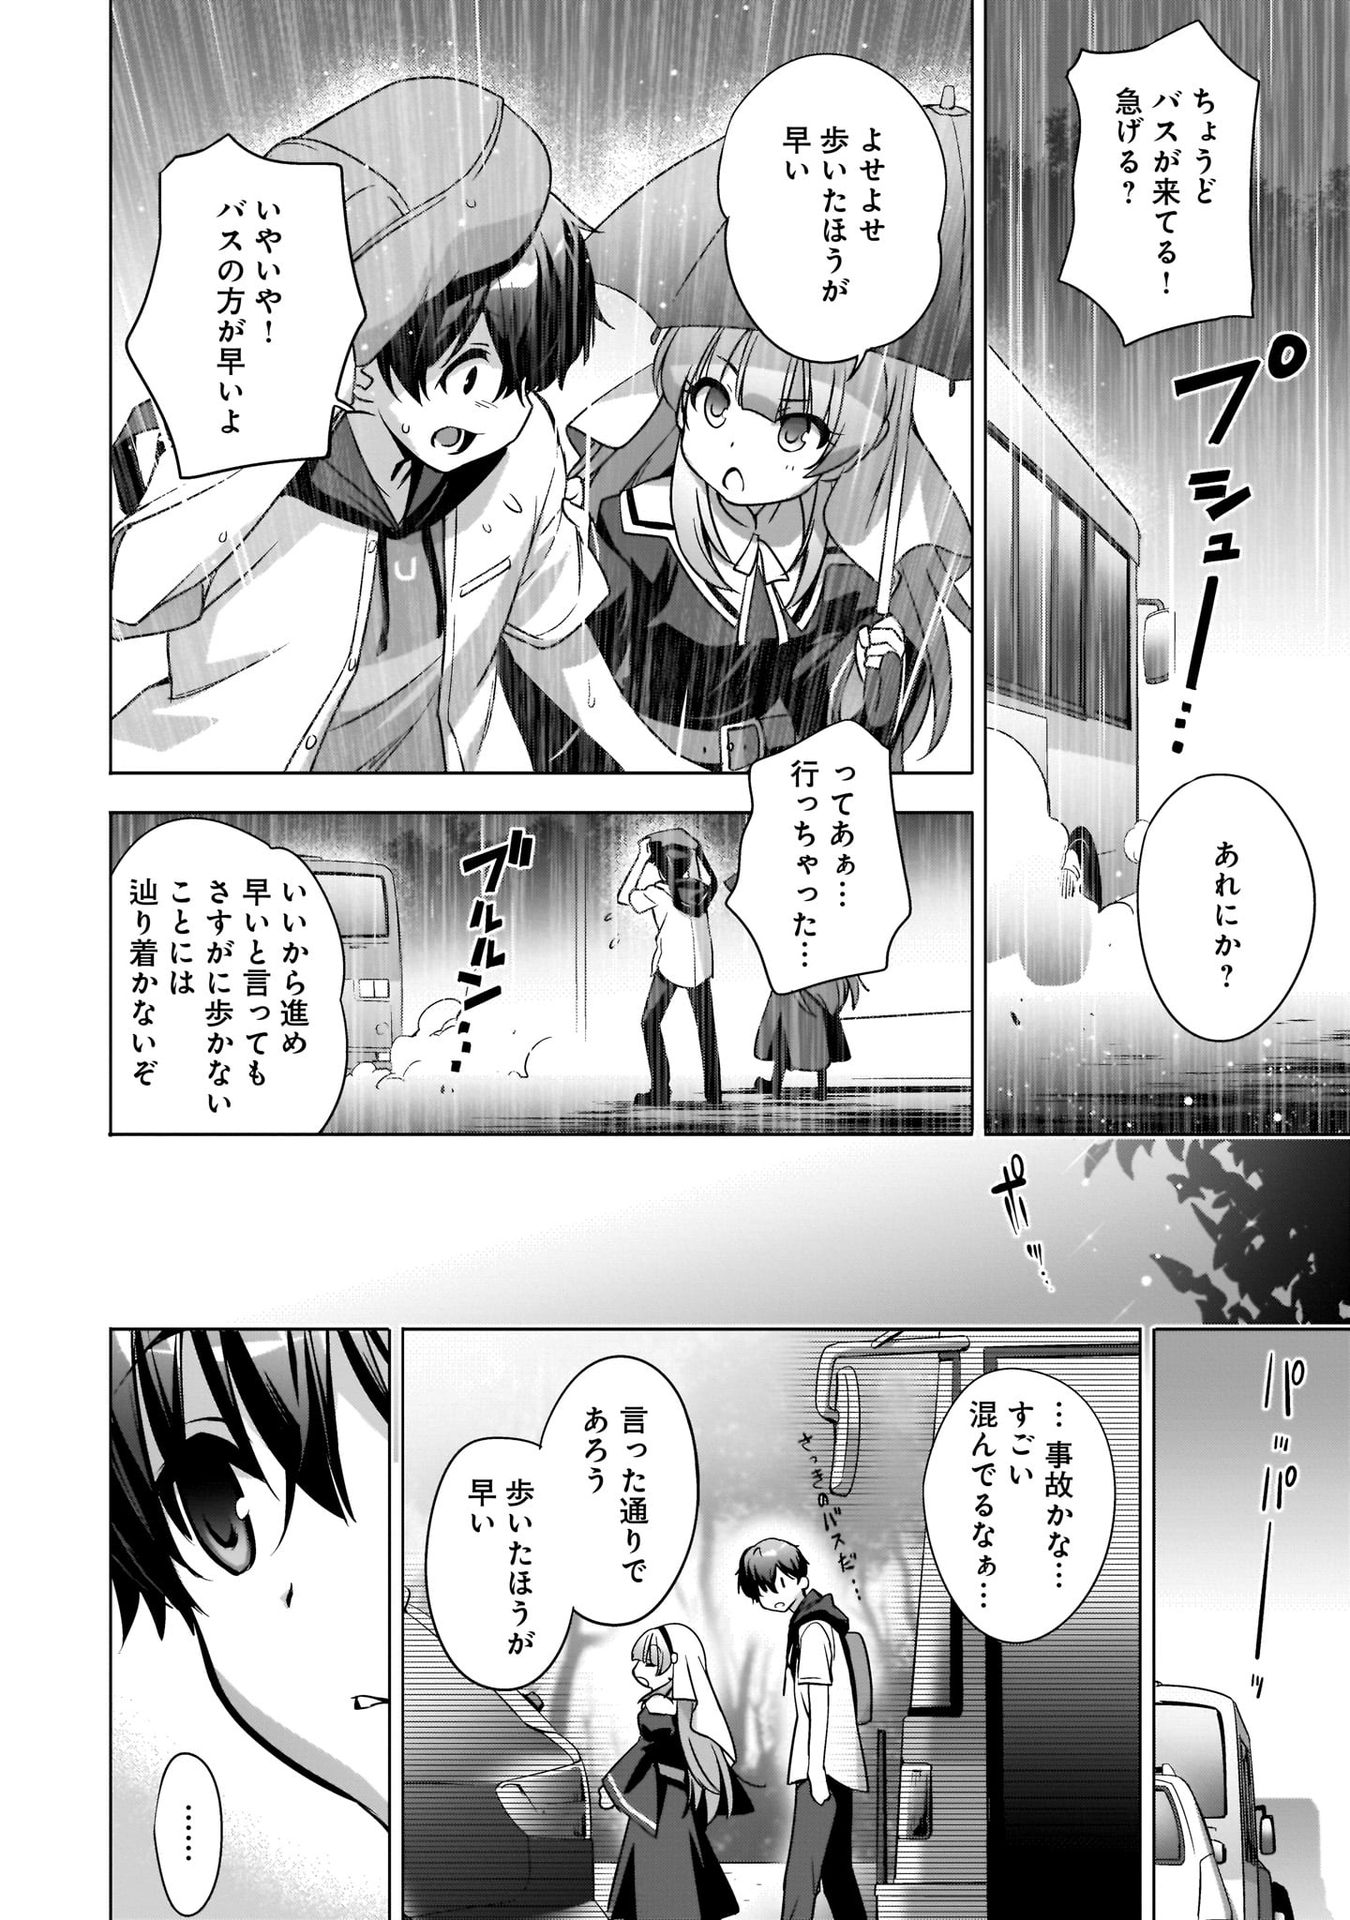 ちょうど
バスが来てる!
急げる?
プシュー…
あれにか?
よせよせ
歩いたほうが
早い
いやいや!
バスの方が早いよ
ってあぁ…
行っちゃった…
ブルルン…
いいから進め
早いと言っても
さすがに歩かない
ことには
辿り着かないぞ
ポッ…
パパーッ
…事故かな…
すごい
混んでるなぁ…
さっきのバスだ…
言った通りで
あろう
歩いたほうが
早い
……